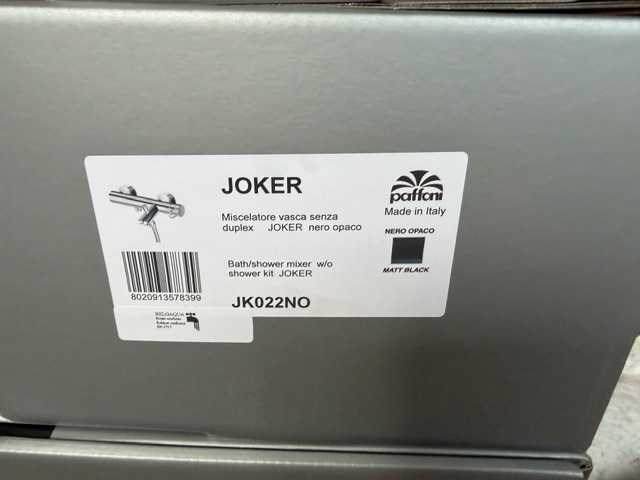 JOKER
Miscelatore vasca senza
duplex JOKER nero opaco
Bath/shower mixer w/o
shower kit JOKER
JK022NO
8020913578399
BELGAQUA
paffoni
Made in Italy
NERO OPACO
MATT BLACK